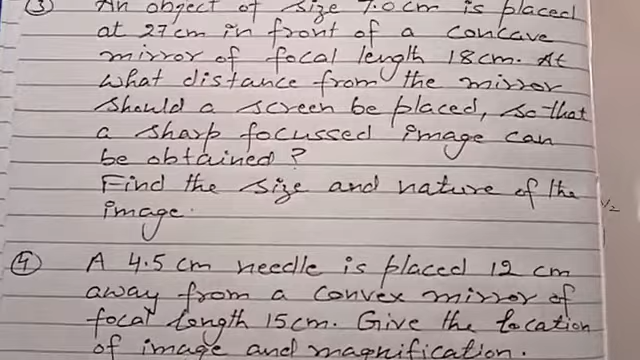 ③ An object of size 7.0cm is placed
at 27cm in front of a concave
mirror of focal length 18cm. At
what distance from the mirror
should a screen be placed, so that
a sharp focussed image can
be obtained?
Find the size and nature of the
image.
④ A 4.5 cm needle is placed 12 cm
away from a convex mirror of
focal length 15cm. Give the location
of image and magnification.